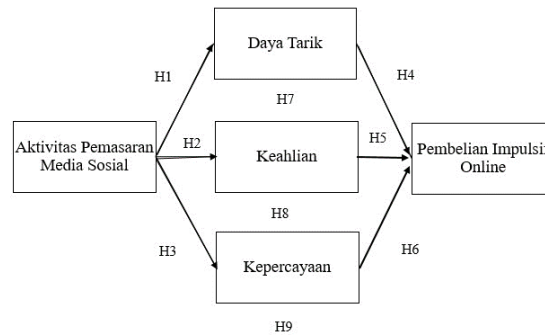 Daya Tarik
H1
H4
H7
Aktivitas Pemasaran
Media Sosial
H2
Keahlian
H5
Pembelian Impulsi
Online
H8
H3
Kepercayaan
H6
H9